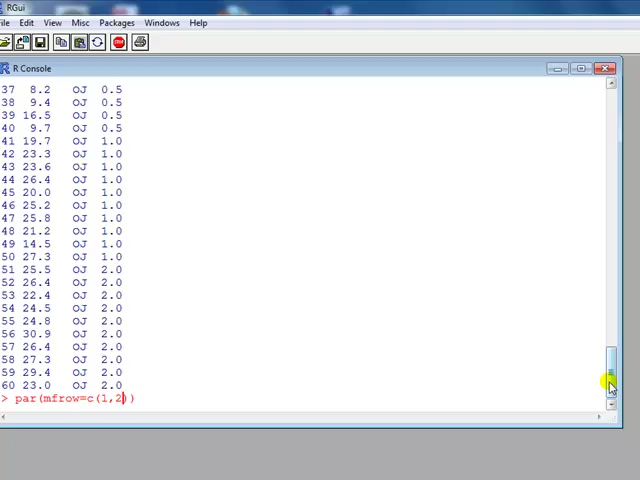 RGui
File Edit View Misc Packages Windows Help
STOP
R Console
37 8.2 OJ 0.5
38 9.4 OJ 0.5
39 16.5 OJ 0.5
40 9.7 OJ 0.5
41 19.7 OJ 1.0
42 23.3 OJ 1.0
43 23.6 OJ 1.0
44 26.4 OJ 1.0
45 20.0 OJ 1.0
46 25.2 OJ 1.0
47 25.8 OJ 1.0
48 21.2 OJ 1.0
49 14.5 OJ 1.0
50 27.3 OJ 1.0
51 25.5 OJ 2.0
52 26.4 OJ 2.0
53 22.4 OJ 2.0
54 24.5 OJ 2.0
55 24.8 OJ 2.0
56 30.9 OJ 2.0
57 26.4 OJ 2.0
58 27.3 OJ 2.0
59 29.4 OJ 2.0
60 23.0 OJ 2.0
> par(mfrow=c(1,2))